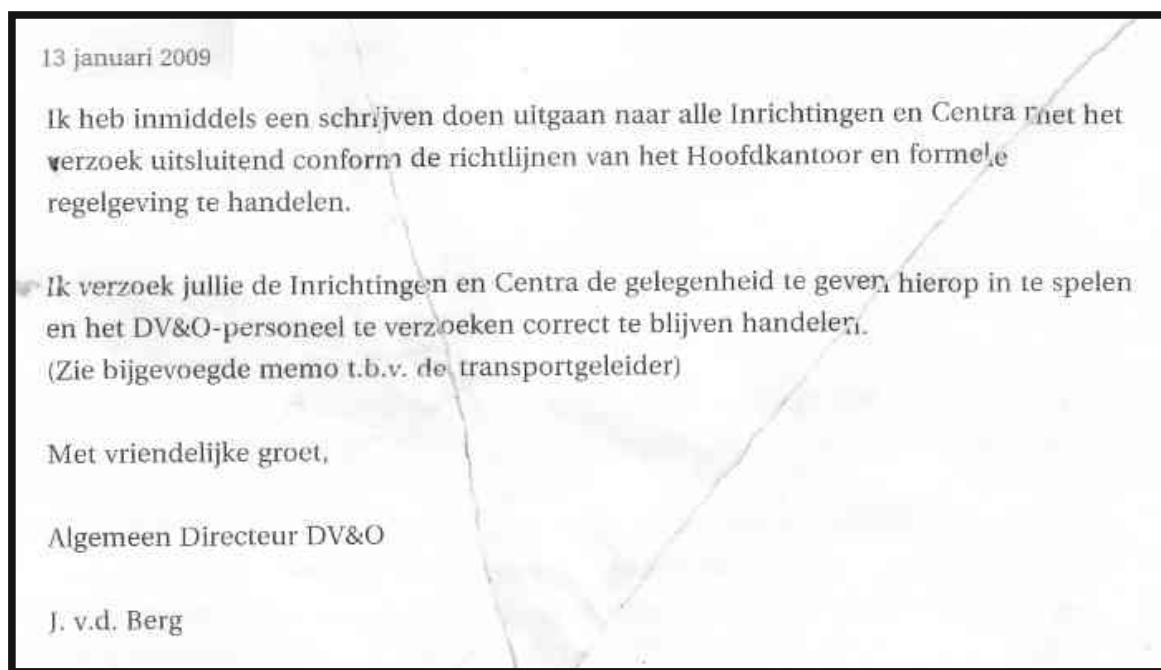 13 januari 2009
Ik heb inmiddels een schrijven doen uitgaan naar alle Inrichtingen en Centra met het
verzoek uitsluitend conform de richtlijnen van het Hoofdkantoor en formele
regelgeving te handelen.
Ik verzoek jullie de Inrichtingen en Centra de gelegenheid te geven hierop in te spelen
en het DV&O-personeel te verzoeken correct te blijven handelen.
(Zie bijgevoegde memo t.b.v. de transportgeleider)
Met vriendelijke groet,
Algemeen Directeur DV&O
J. v.d. Berg